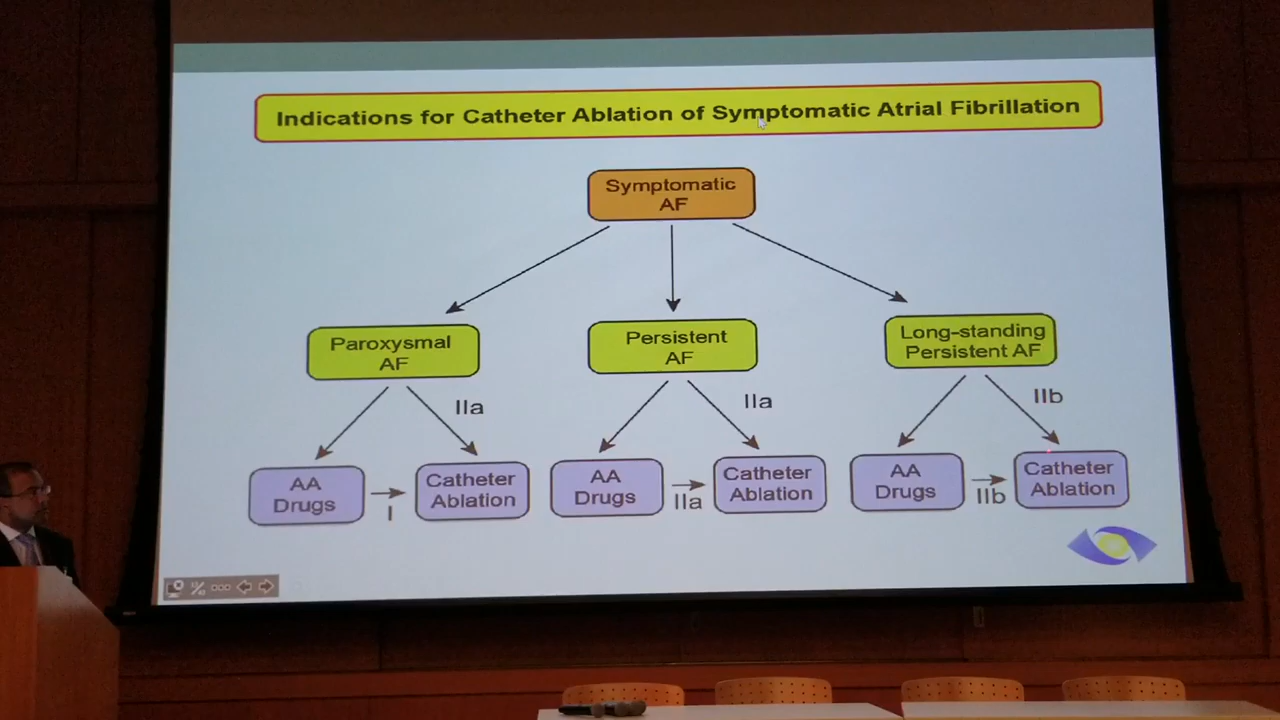 Indications for Catheter Ablation of Symptomatic Atrial Fibrillation
Symptomatic
AF
Paroxysmal
AF
Persistent
AF
Long-standing
Persistent AF
IIa
IIa
IIb
AA
Drugs
I
Catheter
Ablation
AA
Drugs
IIa
Catheter
Ablation
AA
Drugs
IIb
Catheter
Ablation